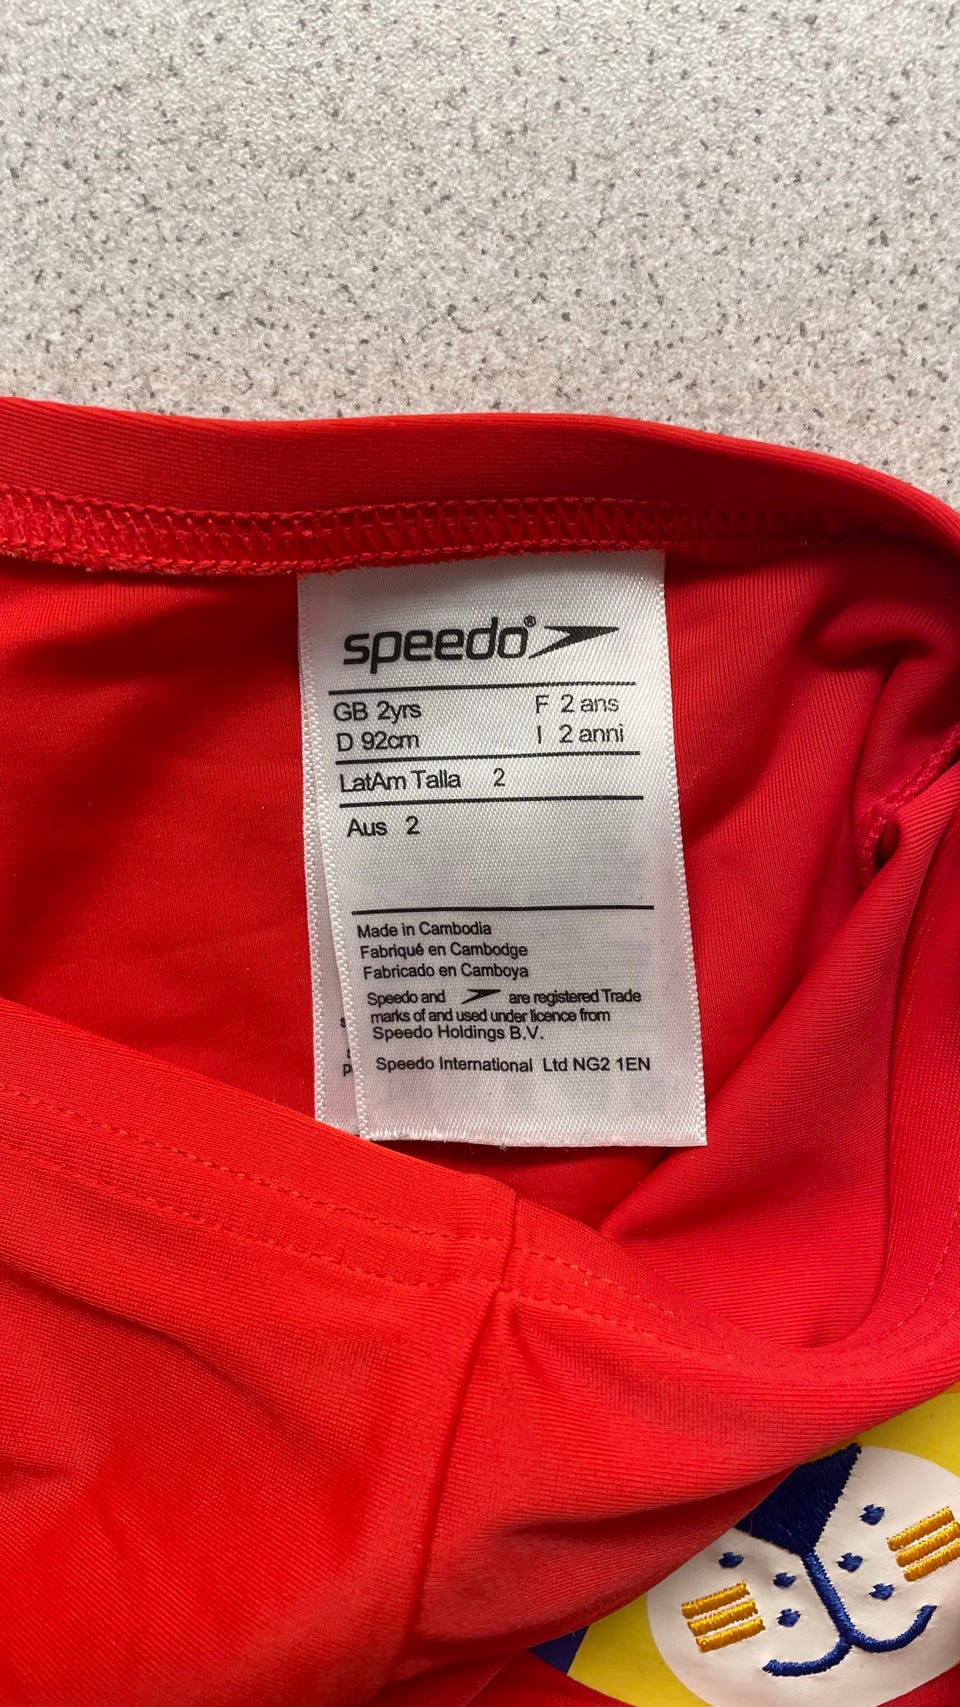 speedo®
GB 2yrs F 2 ans
D 92cm I 2 anni
LatAm Talla 2
Aus 2
Made in Cambodia
Fabriqué en Cambodge
Fabricado en Camboya
Speedo and are registered Trade
marks of and used under licence from
Speedo Holdings B.V.
Speedo International Ltd NG2 1EN